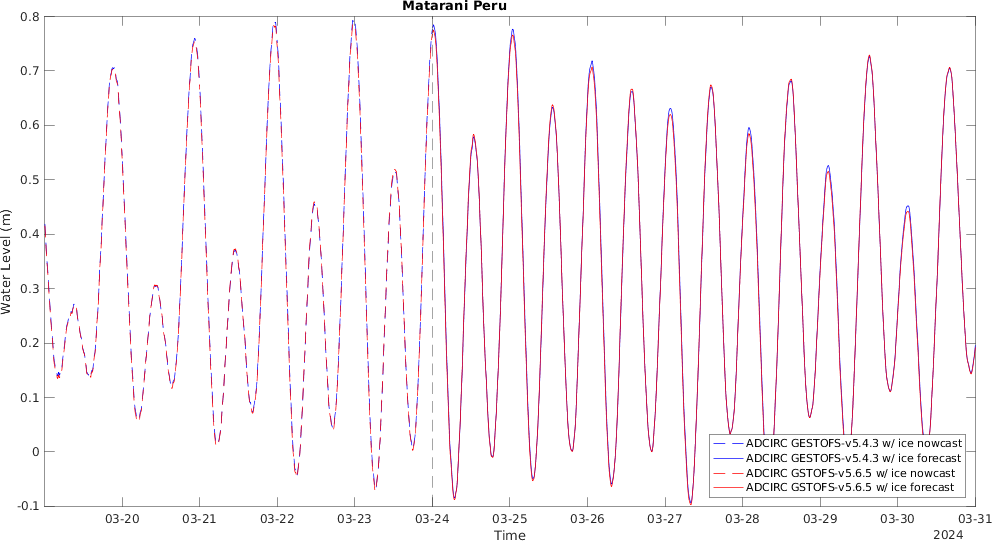 Matarani Peru
0.8
0.7
0.6
0.5
0.4
0.3
0.2
0.1
0
-0.1
Water Level (m)
03-20 03-21 03-22 03-23 03-24 03-25 03-26 03-27 03-28 03-29 03-30 03-31
Time
2024
ADCIRC GESTOFS-v5.4.3 w/ ice nowcast
ADCIRC GESTOFS-v5.4.3 w/ ice forecast
ADCIRC GSTOFS-v5.6.5 w/ ice nowcast
ADCIRC GSTOFS-v5.6.5 w/ ice forecast